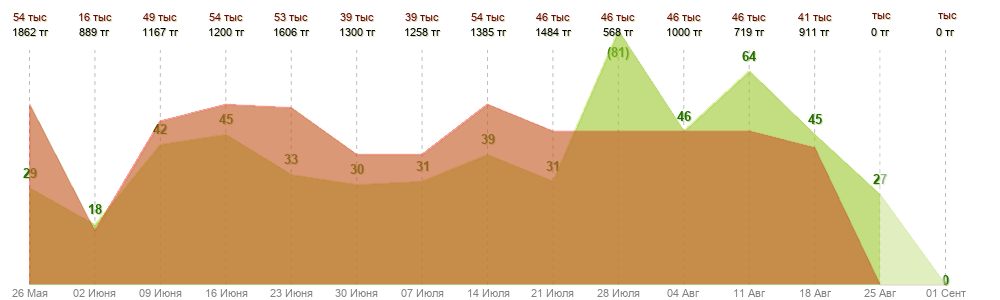 54 тыс 16 тыс 49 тыс 54 тыс 53 тыс 39 тыс 39 тыс 54 тыс 46 тыс 46 тыс 46 тыс 46 тыс 41 тыс тыс тыс
1862 тг 889 тг 1167 тг 1200 тг 1606 тг 1300 тг 1258 тг 1385 тг 1484 тг 568 тг 1000 тг 719 тг 911 тг 0 тг 0 тг
29 18 42 45 33 30 31 39 31 (81) 46 64 45 27 0
26 Мая 02 Июня 09 Июня 16 Июня 23 Июня 30 Июня 07 Июля 14 Июля 21 Июля 28 Июля 04 Авг 11 Авг 18 Авг 25 Авг 01 Сент